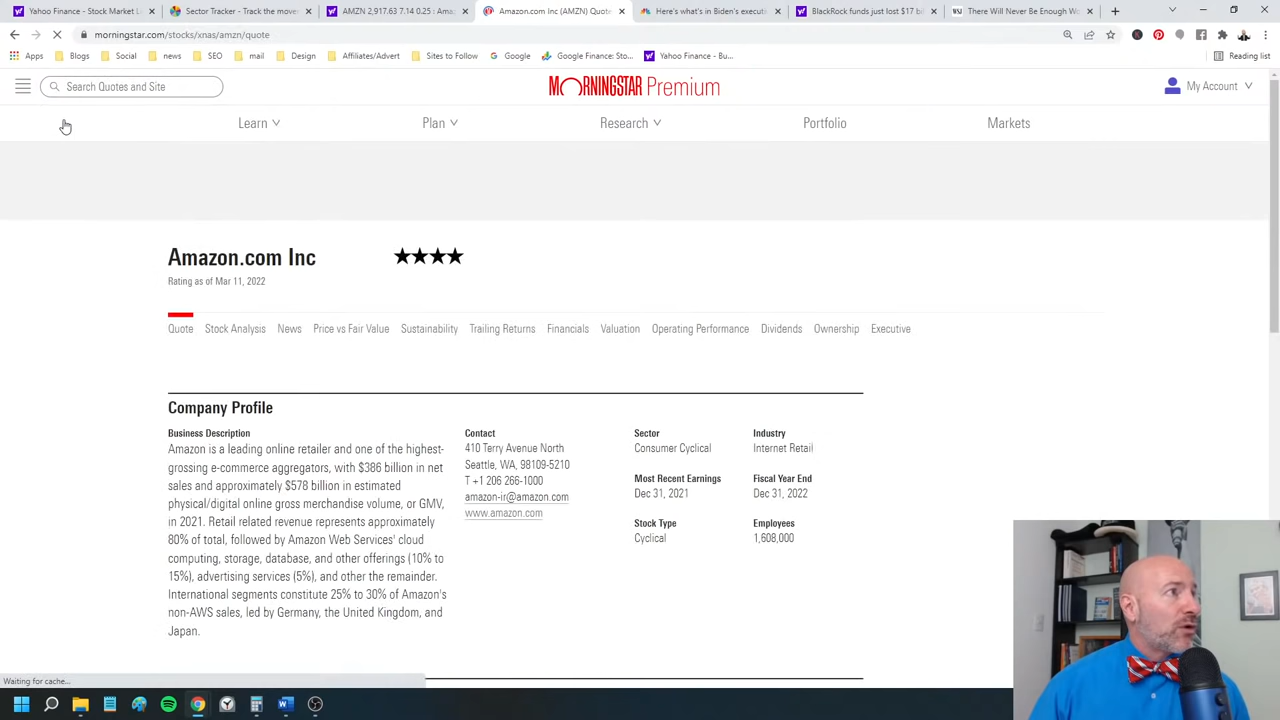 Yahoo Finance - Stock Market L
Sector Tracker - Track the move
AMZN 2,917.63 7.14 0.25 : Amaz
Amazon.com Inc (AMZN) Quote
Here's what's in Biden's executi
BlackRock funds just lost $17 bi
There Will Never Be Enough W
morningstar.com/stocks/xnas/amzn/quote
Apps
Blogs
Social
news
SEO
mail
Design
Affiliates/Advert
Sites to Follow
Google
Google Finance: Sto...
Yahoo Finance - Bu...
Reading list
Search Quotes and Site
MORNINGSTAR Premium
My Account
Learn
Plan
Research
Portfolio
Markets
Amazon.com Inc
★★★★
Rating as of Mar 11, 2022
Quote
Stock Analysis
News
Price vs Fair Value
Sustainability
Trailing Returns
Financials
Valuation
Operating Performance
Dividends
Ownership
Executive
Company Profile
Business Description
Amazon is a leading online retailer and one of the highest-
grossing e-commerce aggregators, with $386 billion in net
sales and approximately $578 billion in estimated
physical/digital online gross merchandise volume, or GMV,
in 2021. Retail related revenue represents approximately
80% of total, followed by Amazon Web Services' cloud
computing, storage, database, and other offerings (10% to
15%), advertising services (5%), and other the remainder.
International segments constitute 25% to 30% of Amazon's
non-AWS sales, led by Germany, the United Kingdom, and
Japan.
Contact
410 Terry Avenue North
Seattle, WA, 98109-5210
T +1 206 266-1000
amazon-ir@amazon.com
www.amazon.com
Sector
Consumer Cyclical
Most Recent Earnings
Dec 31, 2021
Stock Type
Cyclical
Industry
Internet Retail
Fiscal Year End
Dec 31, 2022
Employees
1,608,000
Waiting for cache...